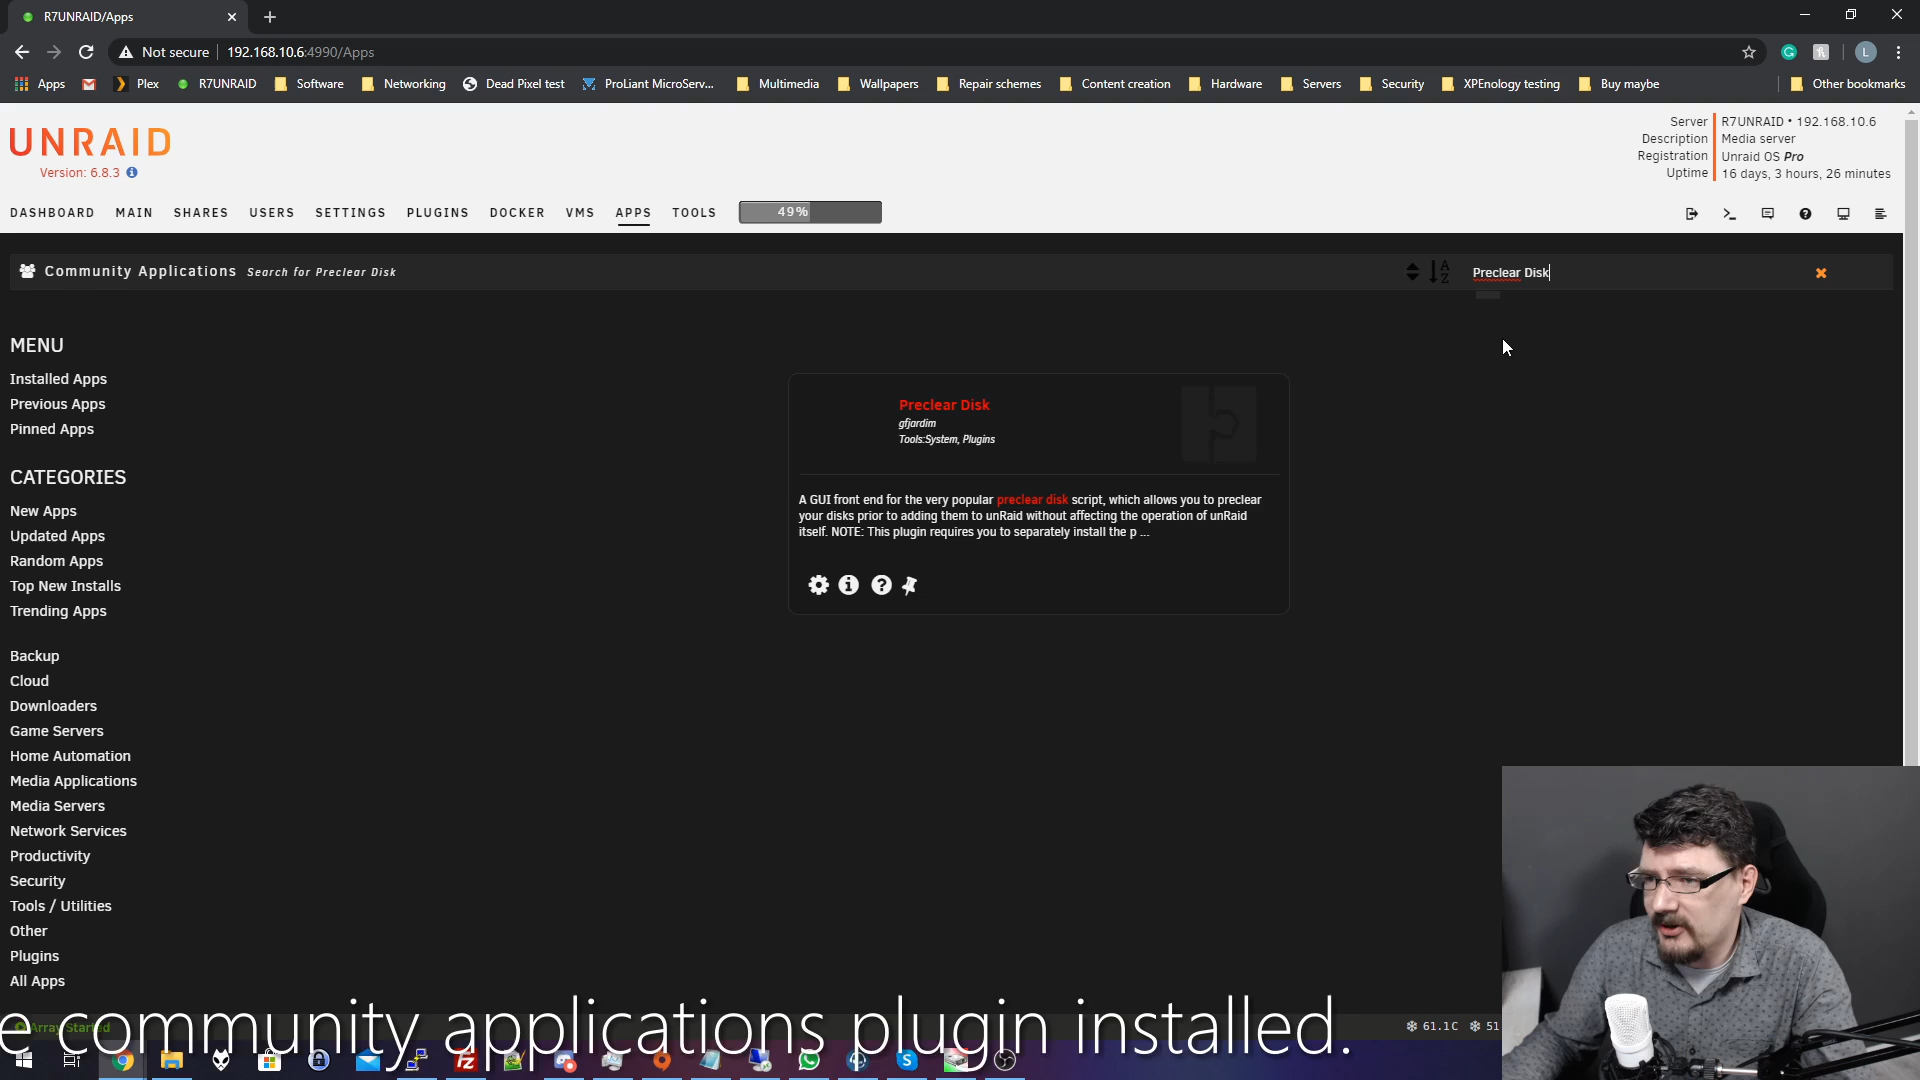 R7UNRAID/Apps
Not secure
192.168.10.6:4990/Apps
L
Apps
Plex
R7UNRAID
Software
Networking
Dead Pixel test
ProLiant MicroServ...
Multimedia
Wallpapers
Repair schemes
Content creation
Hardware
Servers
Security
XPEnology testing
Buy maybe
Other bookmarks
UNRAID
Version: 6.8.3
Server R7UNRAID • 192.168.10.6
Description Media server
Registration Unraid OS Pro
Uptime 16 days, 3 hours, 26 minutes
DASHBOARD MAIN SHARES USERS SETTINGS PLUGINS DOCKER VMS APPS TOOLS 49%
Community Applications Search for Preclear Disk
Preclear Disk
MENU
Installed Apps
Previous Apps
Pinned Apps
CATEGORIES
New Apps
Updated Apps
Random Apps
Top New Installs
Trending Apps
Backup
Cloud
Downloaders
Game Servers
Home Automation
Media Applications
Media Servers
Network Services
Productivity
Security
Tools / Utilities
Other
Plugins
All Apps
Preclear Disk
gfjardim
Tools:System, Plugins
A GUI front end for the very popular preclear disk script, which allows you to preclear
your disks prior to adding them to unRaid without affecting the operation of unRaid
itself. NOTE: This plugin requires you to separately install the p ...
Array Started
61.1C
51
e community applications plugin installed.